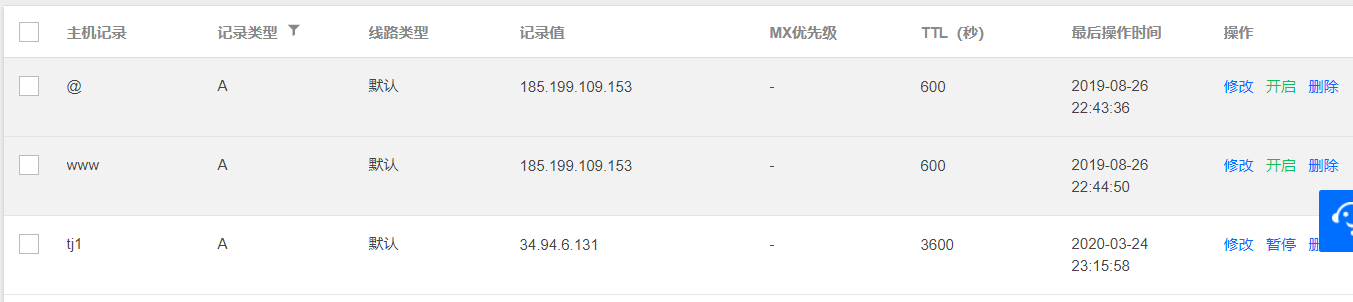 主机记录 记录类型 线路类型 记录值 MX优先级 TTL（秒） 最后操作时间 操作
@ A 默认 185.199.109.153 - 600 2019-08-26 修改 开启 删除
22:43:36
www A 默认 185.199.109.153 - 600 2019-08-26 修改 开启 删除
22:44:50
tj1 A 默认 34.94.6.131 - 3600 2020-03-24 修改 暂停
23:15:58